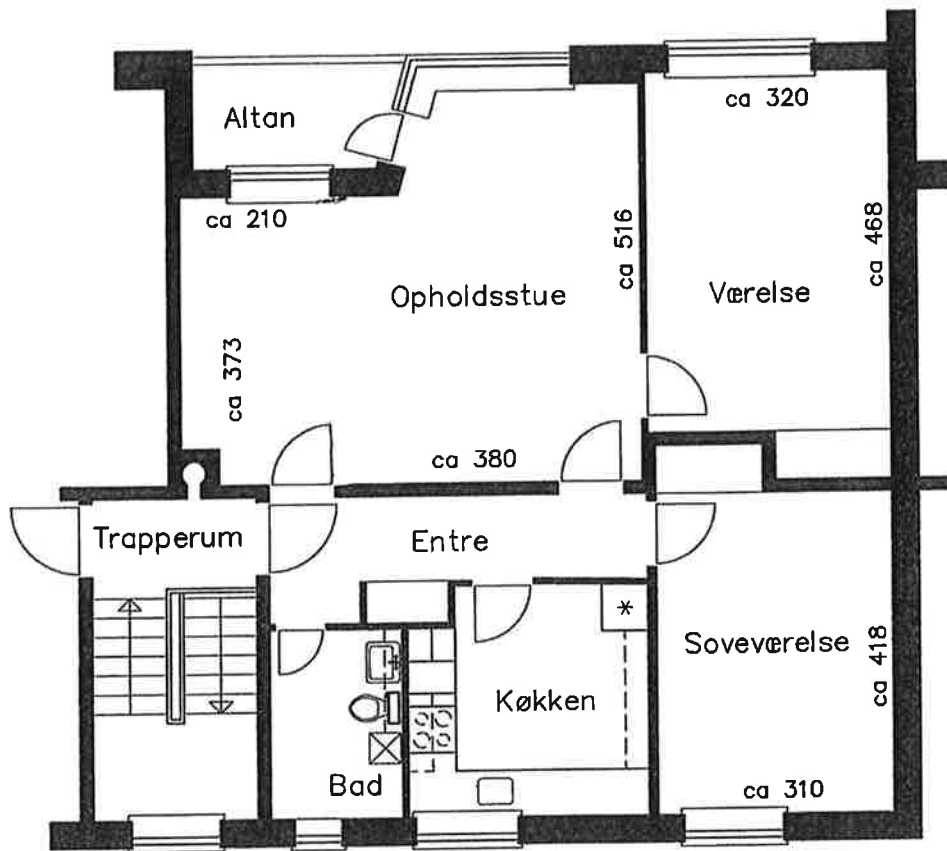 Altan
ca 320
ca 210
ca 516
ca 468
Opholdsstue
Værelse
ca 373
ca 380
Trapperum
Entre
*
Soveværelse
ca 418
Køkken
Bad
ca 310